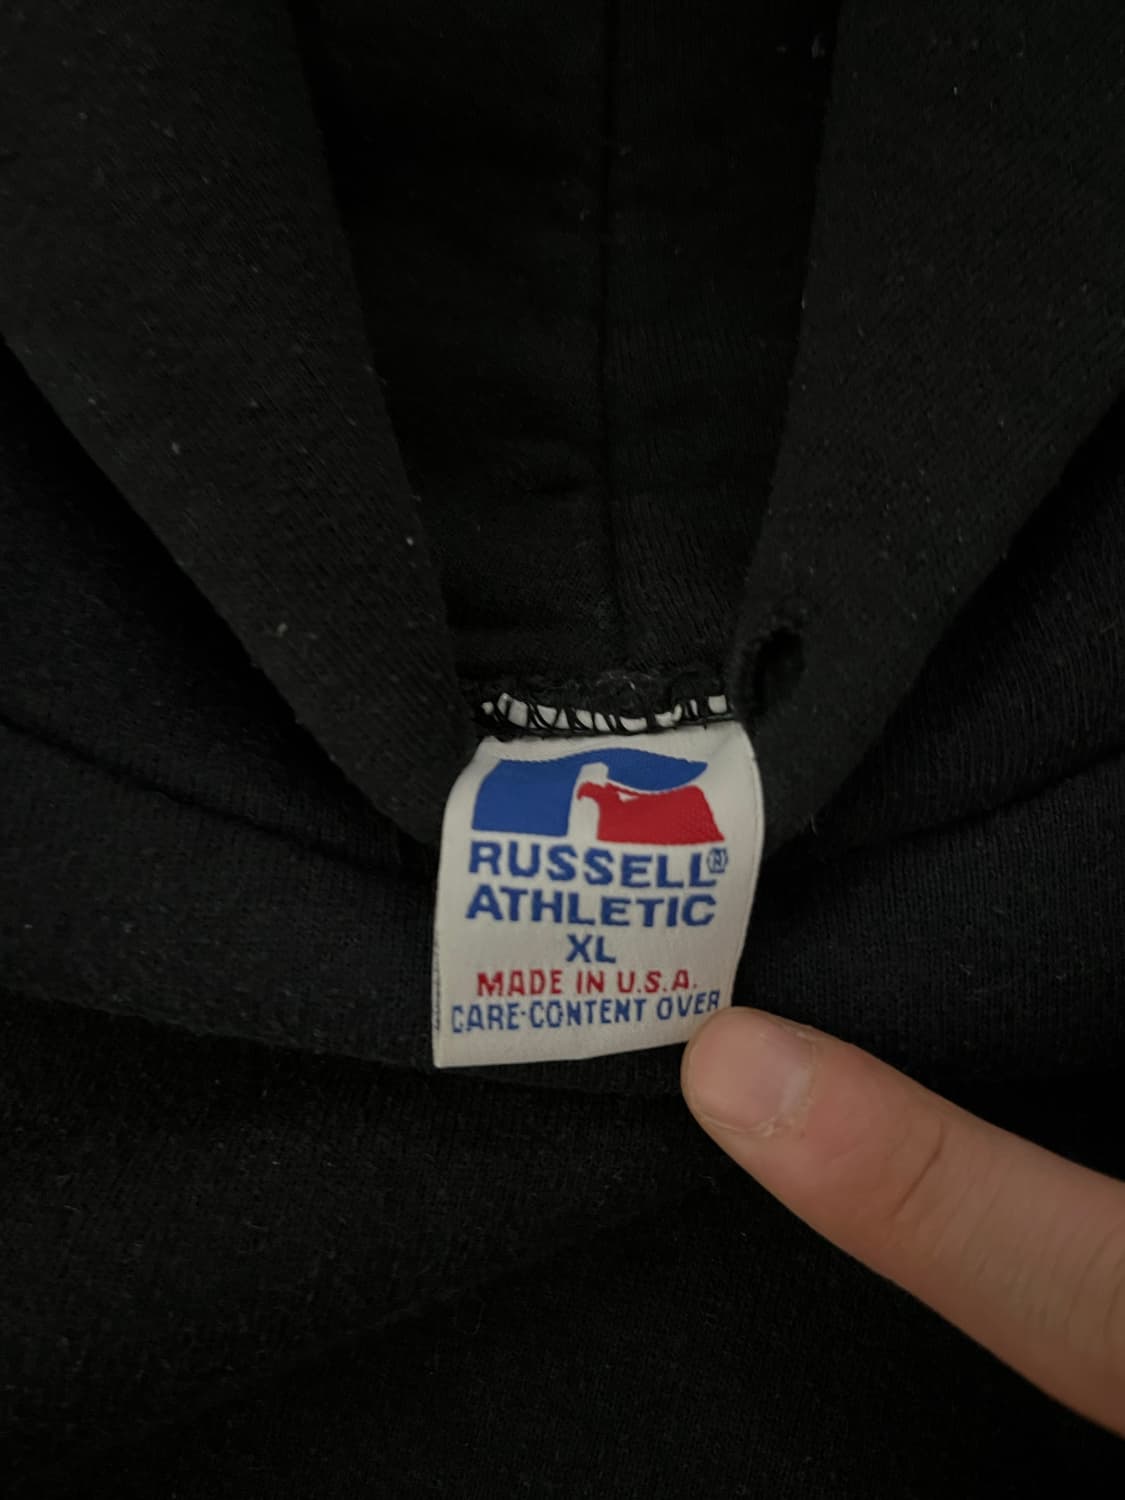 RUSSELL®
ATHLETIC
XL
MADE IN U.S.A.
CARE-CONTENT OVER